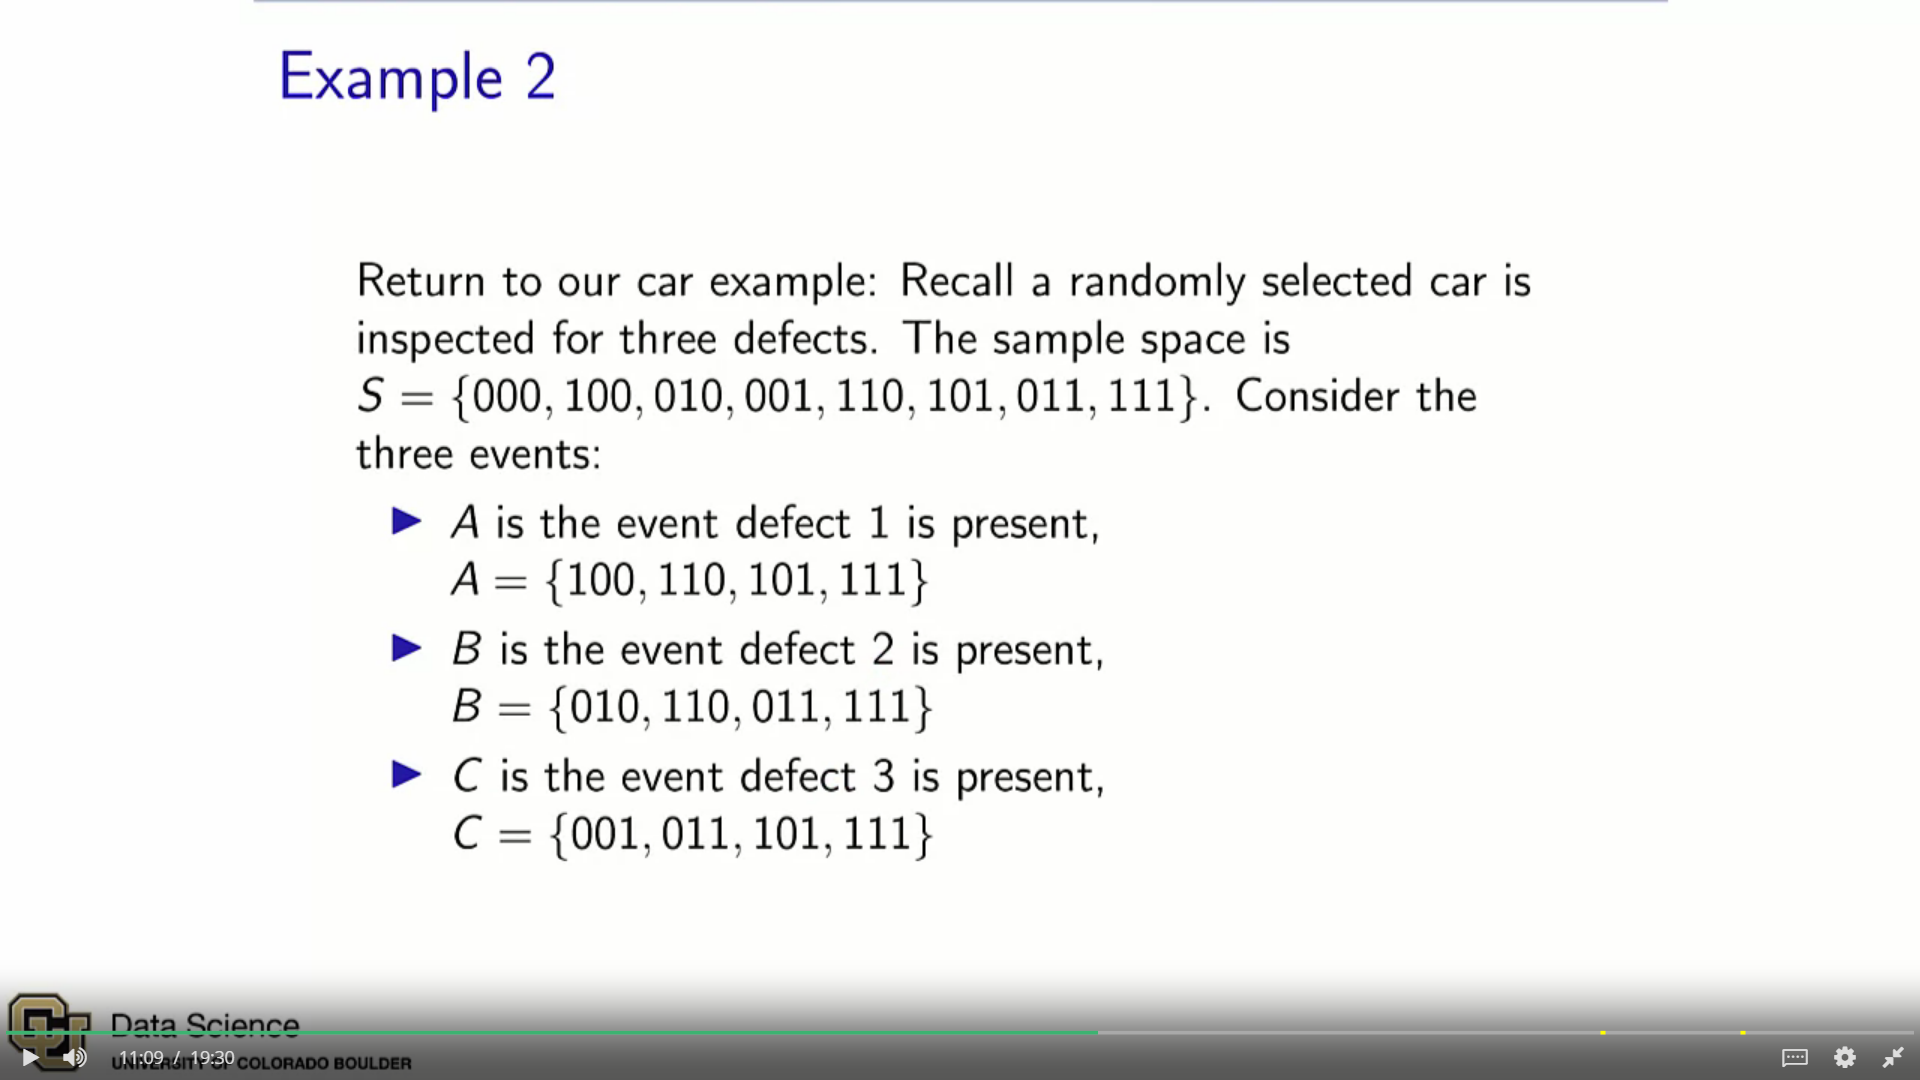 Example 2
Return to our car example: Recall a randomly selected car is
inspected for three defects. The sample space is
S = {000, 100, 010, 001, 110, 101, 011, 111}. Consider the
three events:
▶ A is the event defect 1 is present,
A = {100, 110, 101, 111}
▶ B is the event defect 2 is present,
B = {010, 110, 011, 111}
▶ C is the event defect 3 is present,
C = {001, 011, 101, 111}
CU Data Science
11:09 / 19:30
UNIVERSITY OF COLORADO BOULDER